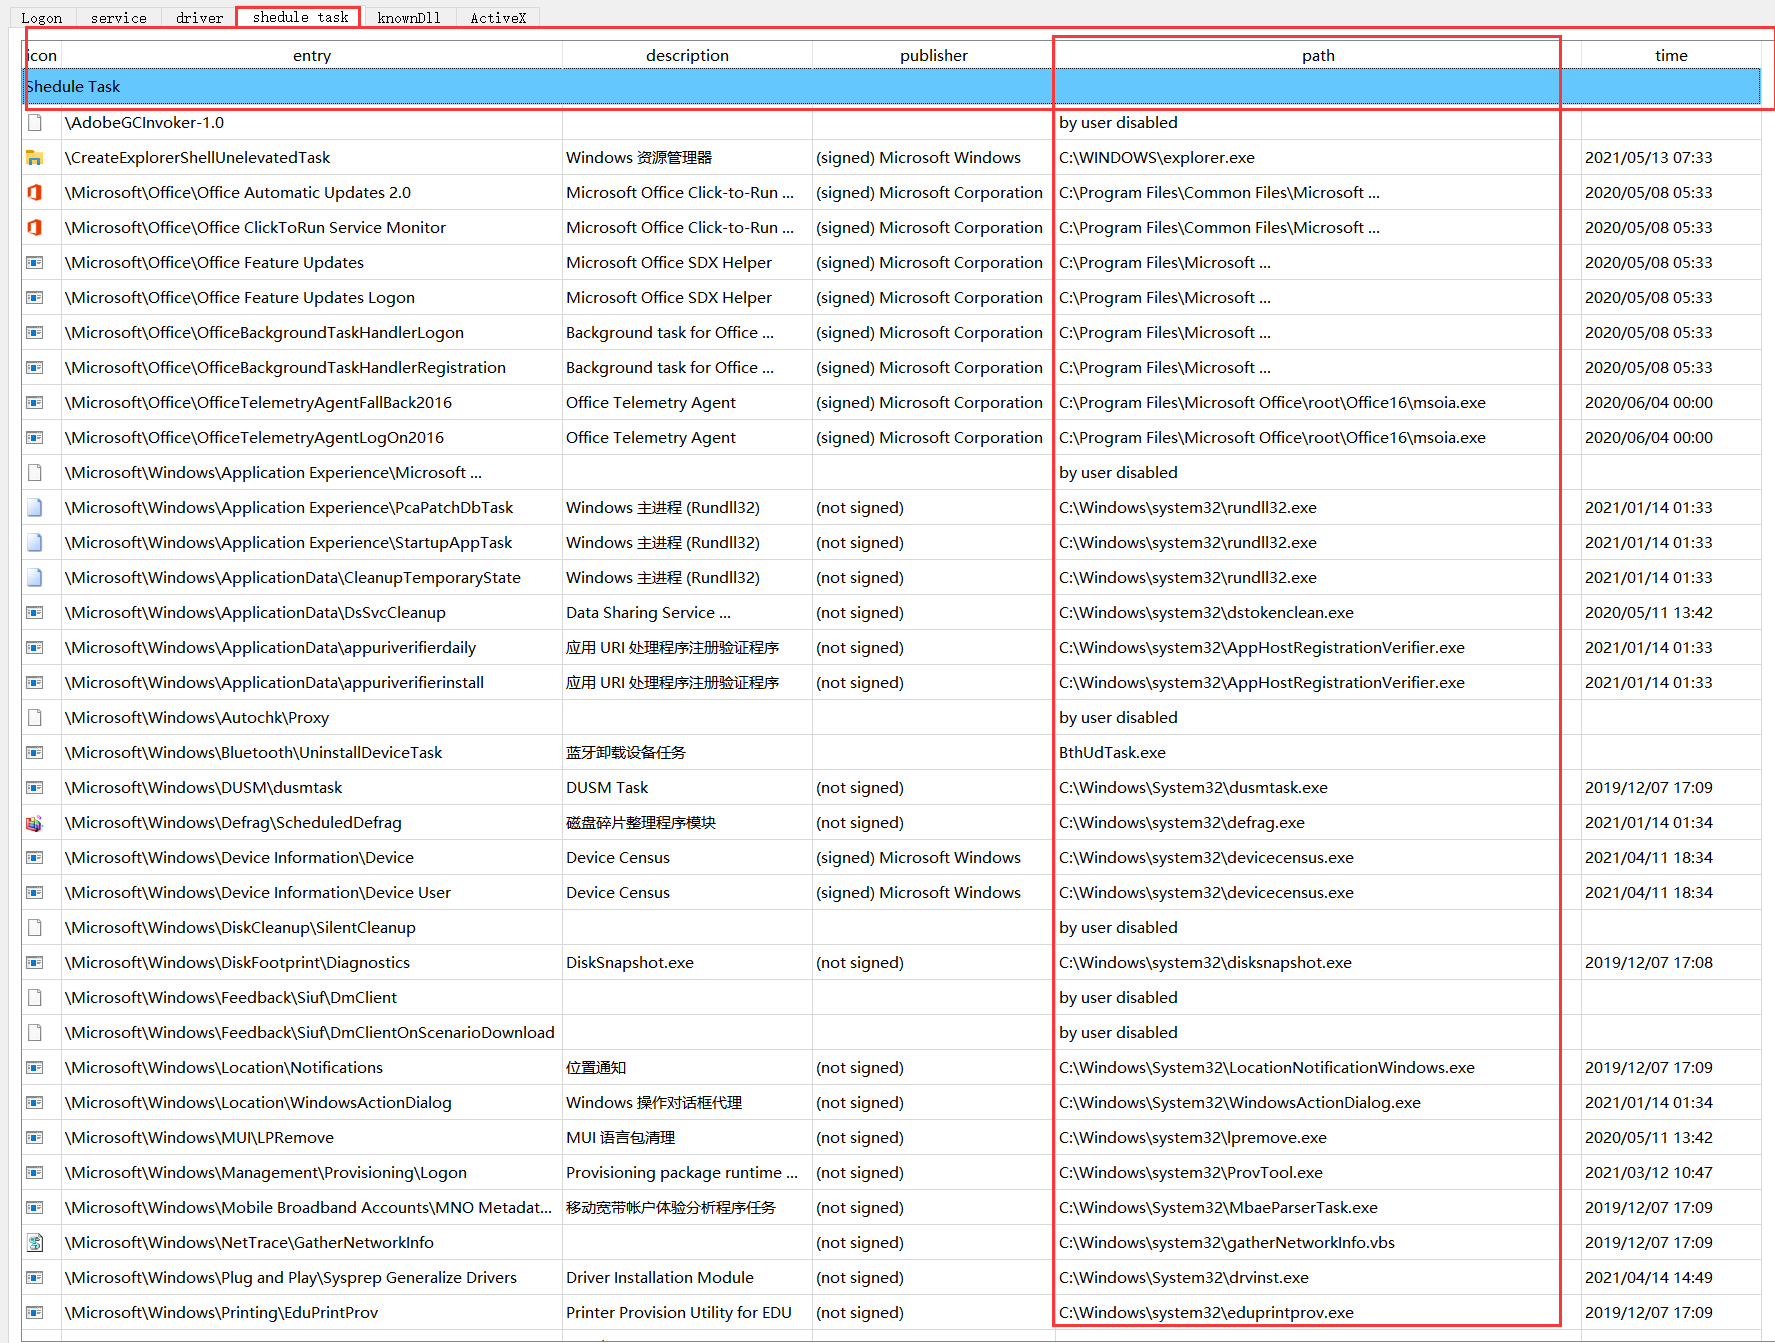 Logon service driver shedule task knownDll ActiveX
icon entry description publisher path time
Shedule Task
\AdobeGCInvoker-1.0 by user disabled
\CreateExplorerShellUnelevatedTask Windows 资源管理器 (signed) Microsoft Windows C:\WINDOWS\explorer.exe 2021/05/13 07:33
\Microsoft\Office\Office Automatic Updates 2.0 Microsoft Office Click-to-Run ... (signed) Microsoft Corporation C:\Program Files\Common Files\Microsoft ... 2020/05/08 05:33
\Microsoft\Office\Office ClickToRun Service Monitor Microsoft Office Click-to-Run ... (signed) Microsoft Corporation C:\Program Files\Common Files\Microsoft ... 2020/05/08 05:33
\Microsoft\Office\Office Feature Updates Microsoft Office SDX Helper (signed) Microsoft Corporation C:\Program Files\Microsoft ... 2020/05/08 05:33
\Microsoft\Office\Office Feature Updates Logon Microsoft Office SDX Helper (signed) Microsoft Corporation C:\Program Files\Microsoft ... 2020/05/08 05:33
\Microsoft\Office\OfficeBackgroundTaskHandlerLogon Background task for Office ... (signed) Microsoft Corporation C:\Program Files\Microsoft ... 2020/05/08 05:33
\Microsoft\Office\OfficeBackgroundTaskHandlerRegistration Background task for Office ... (signed) Microsoft Corporation C:\Program Files\Microsoft ... 2020/05/08 05:33
\Microsoft\Office\OfficeTelemetryAgentFallBack2016 Office Telemetry Agent (signed) Microsoft Corporation C:\Program Files\Microsoft Office\root\Office16\msoia.exe 2020/06/04 00:00
\Microsoft\Office\OfficeTelemetryAgentLogOn2016 Office Telemetry Agent (signed) Microsoft Corporation C:\Program Files\Microsoft Office\root\Office16\msoia.exe 2020/06/04 00:00
\Microsoft\Windows\Application Experience\Microsoft ... by user disabled
\Microsoft\Windows\Application Experience\PcaPatchDbTask Windows 主进程 (Rundll32) (not signed) C:\Windows\system32\rundll32.exe 2021/01/14 01:33
\Microsoft\Windows\Application Experience\StartupAppTask Windows 主进程 (Rundll32) (not signed) C:\Windows\system32\rundll32.exe 2021/01/14 01:33
\Microsoft\Windows\ApplicationData\CleanupTemporaryState Windows 主进程 (Rundll32) (not signed) C:\Windows\system32\rundll32.exe 2021/01/14 01:33
\Microsoft\Windows\ApplicationData\DsSvcCleanup Data Sharing Service ... (not signed) C:\Windows\system32\dstokenclean.exe 2020/05/11 13:42
\Microsoft\Windows\ApplicationData\appuriverifierdaily 应用 URI 处理程序注册验证程序 (not signed) C:\Windows\system32\AppHostRegistrationVerifier.exe 2021/01/14 01:33
\Microsoft\Windows\ApplicationData\appuriverifierinstall 应用 URI 处理程序注册验证程序 (not signed) C:\Windows\system32\AppHostRegistrationVerifier.exe 2021/01/14 01:33
\Microsoft\Windows\Autochk\Proxy by user disabled
\Microsoft\Windows\Bluetooth\UninstallDeviceTask 蓝牙卸载设备任务 BthUdTask.exe
\Microsoft\Windows\DUSM\dusmtask DUSM Task (not signed) C:\Windows\System32\dusmtask.exe 2019/12/07 17:09
\Microsoft\Windows\Defrag\ScheduledDefrag 磁盘碎片整理程序模块 (not signed) C:\Windows\system32\defrag.exe 2021/01/14 01:34
\Microsoft\Windows\Device Information\Device Device Census (signed) Microsoft Windows C:\Windows\system32\devicecensus.exe 2021/04/11 18:34
\Microsoft\Windows\Device Information\Device User Device Census (signed) Microsoft Windows C:\Windows\system32\devicecensus.exe 2021/04/11 18:34
\Microsoft\Windows\DiskCleanup\SilentCleanup by user disabled
\Microsoft\Windows\DiskFootprint\Diagnostics DiskSnapshot.exe (not signed) C:\Windows\system32\disksnapshot.exe 2019/12/07 17:08
\Microsoft\Windows\Feedback\Siuf\DmClient by user disabled
\Microsoft\Windows\Feedback\Siuf\DmClientOnScenarioDownload by user disabled
\Microsoft\Windows\Location\Notifications 位置通知 (not signed) C:\Windows\System32\LocationNotificationWindows.exe 2019/12/07 17:09
\Microsoft\Windows\Location\WindowsActionDialog Windows 操作对话框代理 (not signed) C:\Windows\System32\WindowsActionDialog.exe 2021/01/14 01:34
\Microsoft\Windows\MUI\LPRemove MUI 语言包清理 (not signed) C:\Windows\system32\lpremove.exe 2020/05/11 13:42
\Microsoft\Windows\Management\Provisioning\Logon Provisioning package runtime ... (not signed) C:\Windows\system32\ProvTool.exe 2021/03/12 10:47
\Microsoft\Windows\Mobile Broadband Accounts\MNO Metadat... 移动宽带帐户体验分析程序任务 (not signed) C:\Windows\System32\MbaeParserTask.exe 2019/12/07 17:09
\Microsoft\Windows\NetTrace\GatherNetworkInfo (not signed) C:\Windows\system32\gatherNetworkInfo.vbs 2019/12/07 17:09
\Microsoft\Windows\Plug and Play\Sysprep Generalize Drivers Driver Installation Module (not signed) C:\Windows\System32\drvinst.exe 2021/04/14 14:49
\Microsoft\Windows\Printing\EduPrintProv Printer Provision Utility for EDU (not signed) C:\Windows\system32\eduprintprov.exe 2019/12/07 17:09